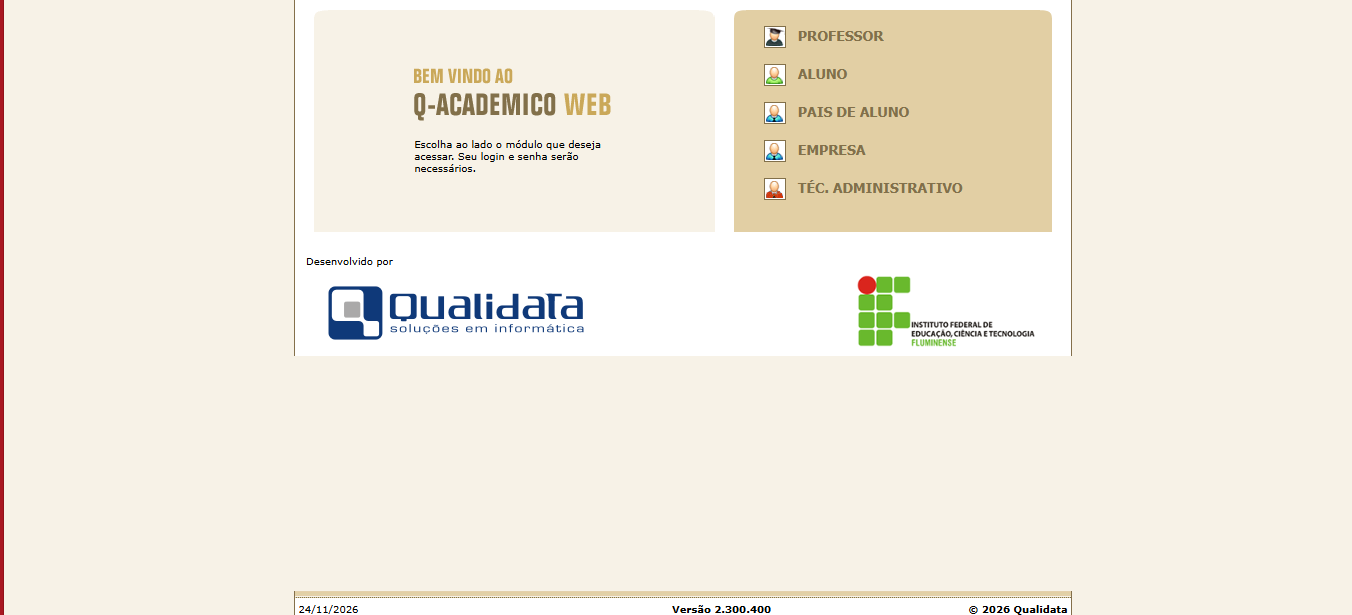 BEM VINDO AO
Q-ACADEMICO WEB
Escolha ao lado o módulo que deseja
acessar. Seu login e senha serão
necessários.
PROFESSOR
ALUNO
PAIS DE ALUNO
EMPRESA
TÉC. ADMINISTRATIVO
Desenvolvido por
Qualidata
soluções em informática
INSTITUTO FEDERAL DE
EDUCAÇÃO, CIÊNCIA E TECNOLOGIA
FLUMINENSE
24/11/2026
Versão 2.300.400
© 2026 Qualidata